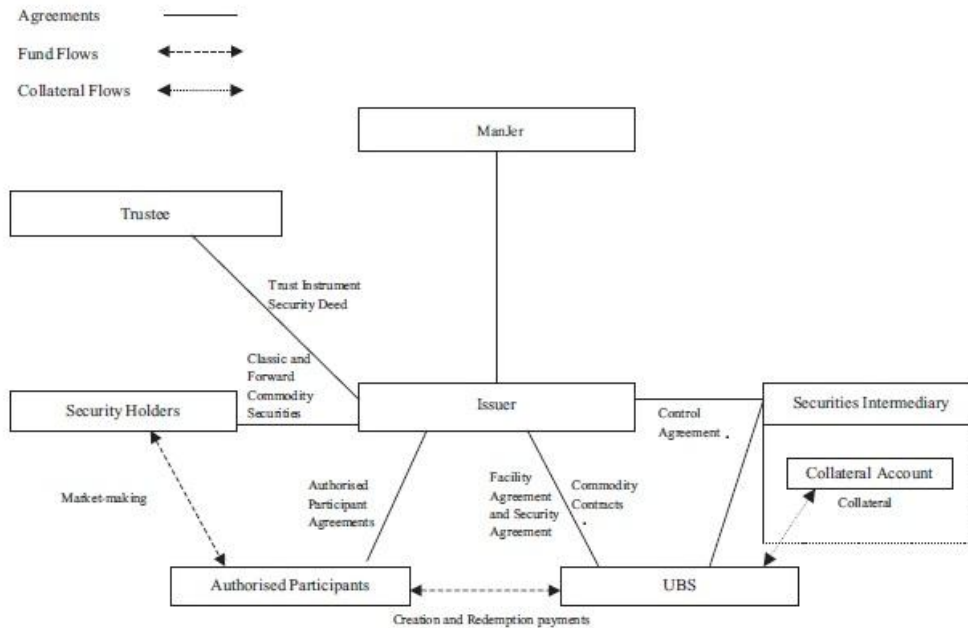 Agreements
Fund Flows
Collateral Flows
ManJer
Trustee
Trust Instrument
Security Deed
Classic and
Forward
Commodity
Securities
Security Holders
Issuer
Securities Intermediary
Control
Agreement .
Collateral Account
Collateral
Market-making
Authorised
Participant
Agreements
Facility
Agreement
and Security
Agreement
Commodity
Contracts .
Authorised Participants
UBS
Creation and Redemption payments